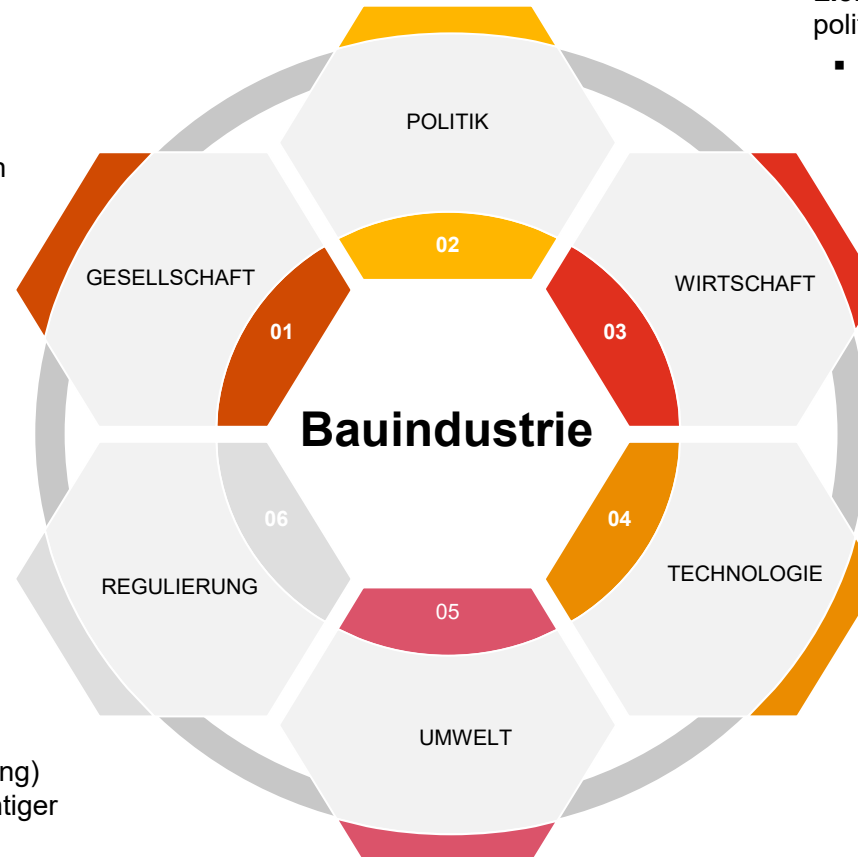 polit
▪
POLITIK
n
02
GESELLSCHAFT
WIRTSCHAFT
01
03
Bauindustrie
06
04
REGULIERUNG
TECHNOLOGIE
05
UMWELT
ng)
tiger